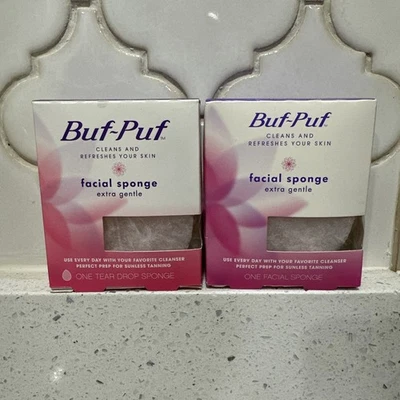 Buf-Puf™
CLEANS AND
REFRESHES YOUR SKIN
facial sponge
extra gentle
USE EVERY DAY WITH YOUR FAVORITE CLEANSER
PERFECT PREP FOR SUNLESS TANNING
ONE TEAR DROP SPONGE
Buf-Puf™
CLEANS AND
REFRESHES YOUR SKIN
facial sponge
extra gentle
USE EVERY DAY WITH YOUR FAVORITE CLEANSER
PERFECT PREP FOR SUNLESS TANNING
ONE FACIAL SPONGE